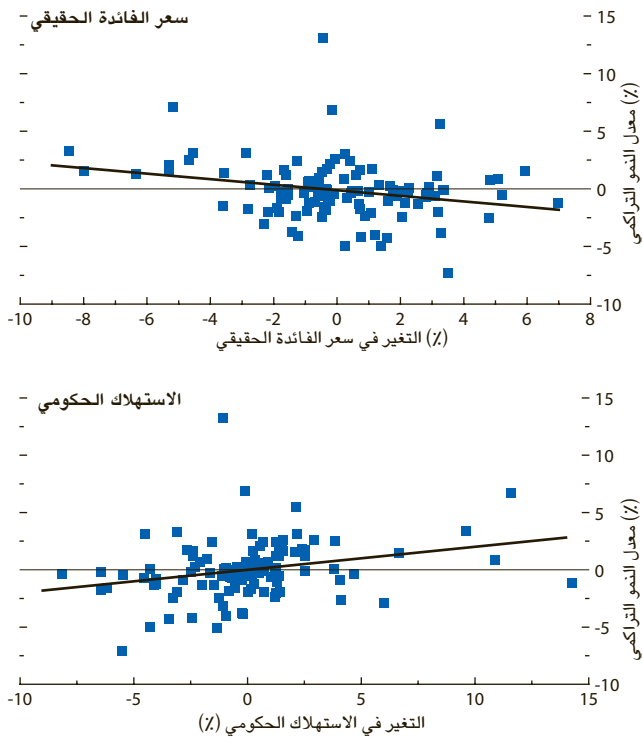 سعر الفائدة الحقيقي
15
10
5
0
-5
-10
معدل النمو التراكمي (٪)
-10 -8 -6 -4 -2 0 2 4 6 8
التغير في سعر الفائدة الحقيقي (٪)
الاستهلاك الحكومي
15
10
5
0
-5
-10
معدل النمو التراكمي (٪)
-10 -5 0 5 10 15
التغير في الاستهلاك الحكومي (٪)